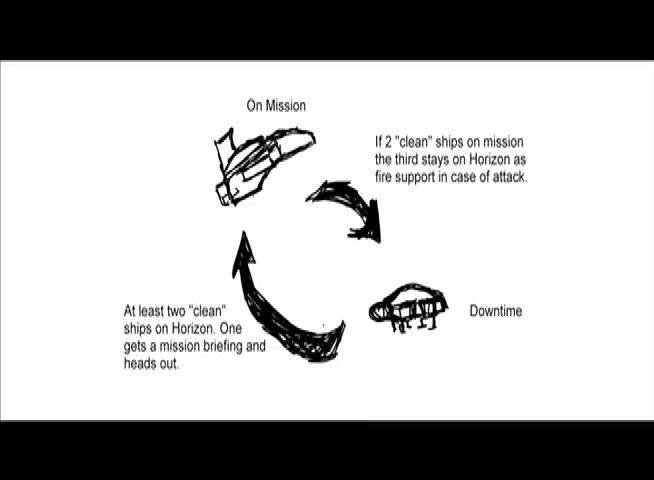 On Mission
If 2 "clean" ships on mission
the third stays on Horizon as
fire support in case of attack.
At least two "clean"
ships on Horizon. One
gets a mission briefing and
heads out.
Downtime